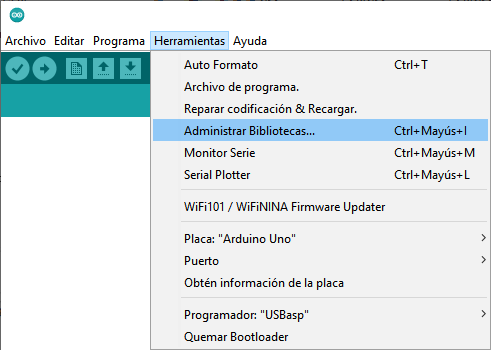 Archivo Editar Programa Herramientas Ayuda
Auto Formato Ctrl+T
Archivo de programa.
Reparar codificación & Recargar.
Administrar Bibliotecas... Ctrl+Mayús+I
Monitor Serie Ctrl+Mayús+M
Serial Plotter Ctrl+Mayús+L
WiFi101 / WiFiNINA Firmware Updater
Placa: "Arduino Uno"
Puerto
Obtén información de la placa
Programador: "USBasp"
Quemar Bootloader